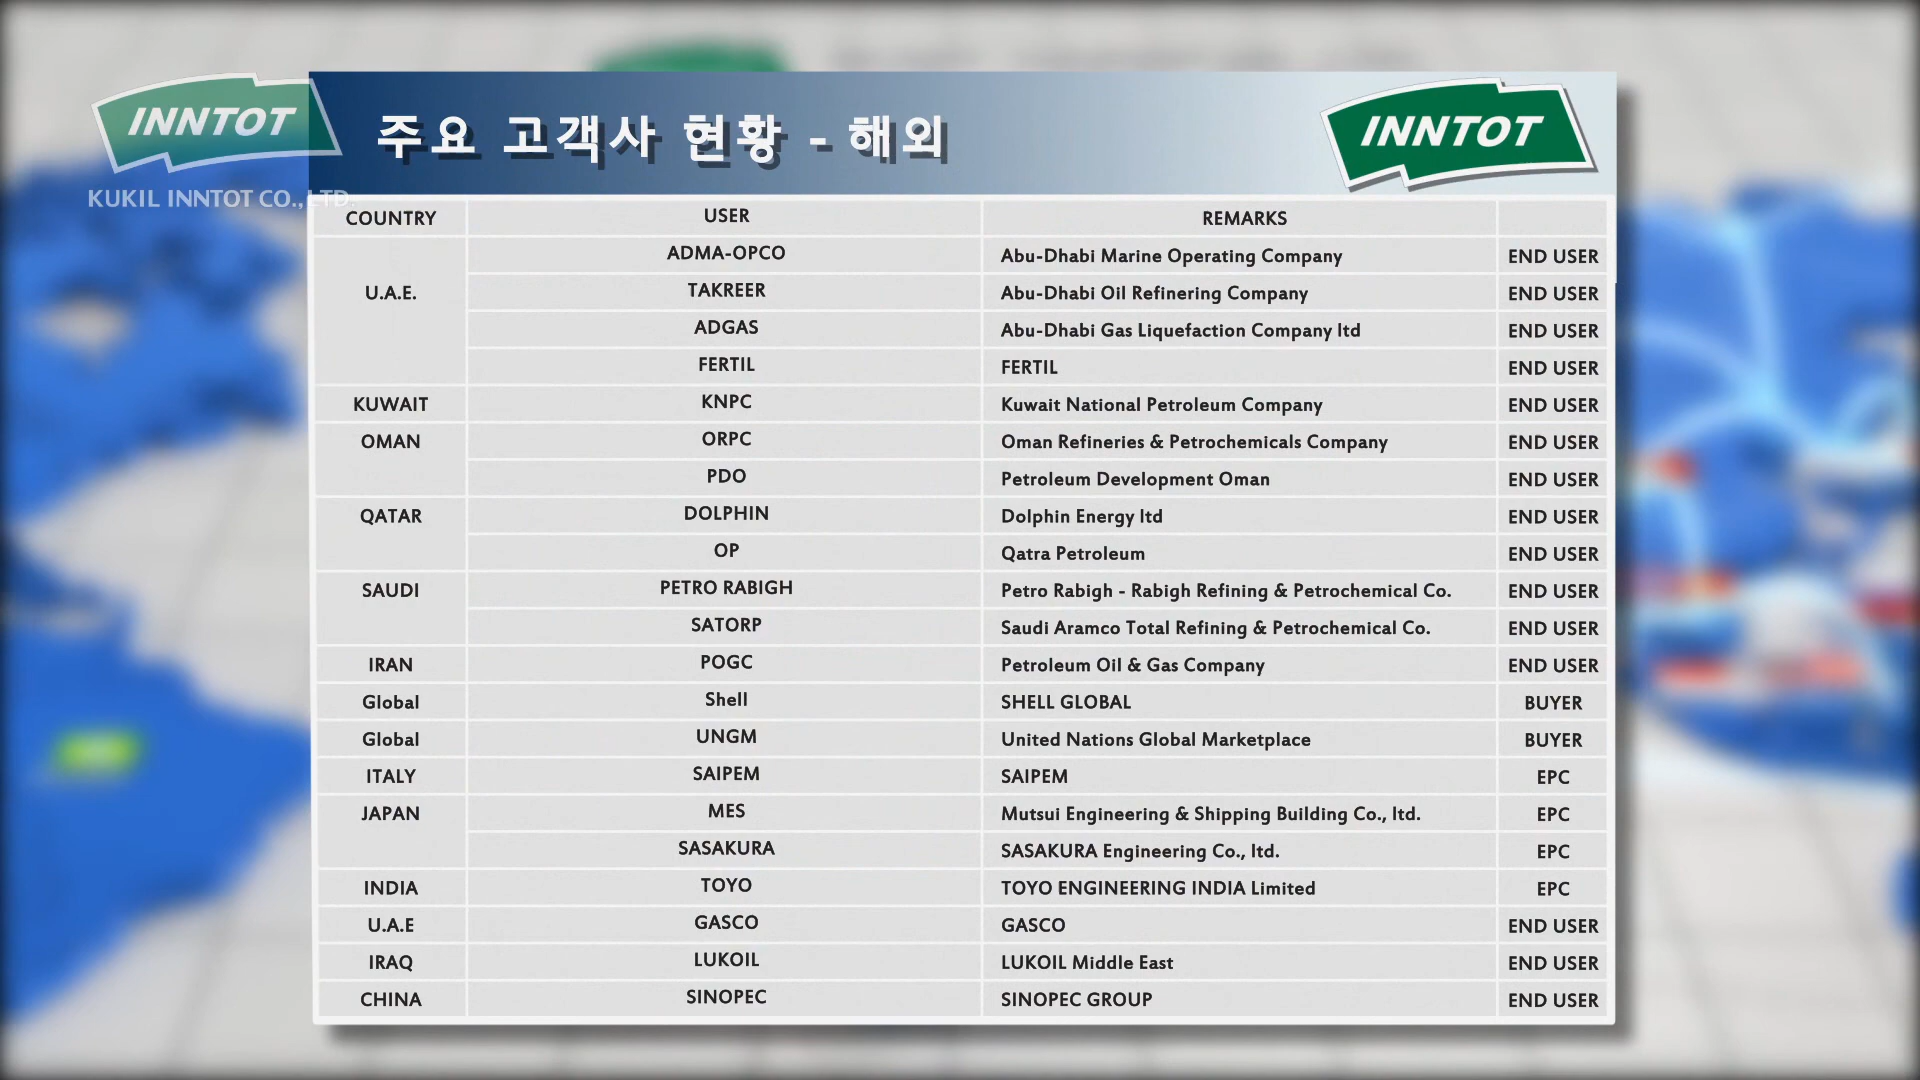 INNTOT
KUKIL INNTOT CO., LTD.
주요 고객사 현황 - 해외
INNTOT
COUNTRY USER REMARKS
U.A.E. ADMA-OPCO Abu-Dhabi Marine Operating Company END USER
TAKREER Abu-Dhabi Oil Refinering Company END USER
ADGAS Abu-Dhabi Gas Liquefaction Company ltd END USER
FERTIL FERTIL END USER
KUWAIT KNPC Kuwait National Petroleum Company END USER
OMAN ORPC Oman Refineries & Petrochemicals Company END USER
PDO Petroleum Development Oman END USER
QATAR DOLPHIN Dolphin Energy ltd END USER
OP Qatra Petroleum END USER
SAUDI PETRO RABIGH Petro Rabigh - Rabigh Refining & Petrochemical Co. END USER
SATORP Saudi Aramco Total Refining & Petrochemical Co. END USER
IRAN POGC Petroleum Oil & Gas Company END USER
Global Shell SHELL GLOBAL BUYER
Global UNGM United Nations Global Marketplace BUYER
ITALY SAIPEM SAIPEM EPC
JAPAN MES Mutsui Engineering & Shipping Building Co., ltd. EPC
SASAKURA SASAKURA Engineering Co., ltd. EPC
INDIA TOYO TOYO ENGINEERING INDIA Limited EPC
U.A.E GASCO GASCO END USER
IRAQ LUKOIL LUKOIL Middle East END USER
CHINA SINOPEC SINOPEC GROUP END USER